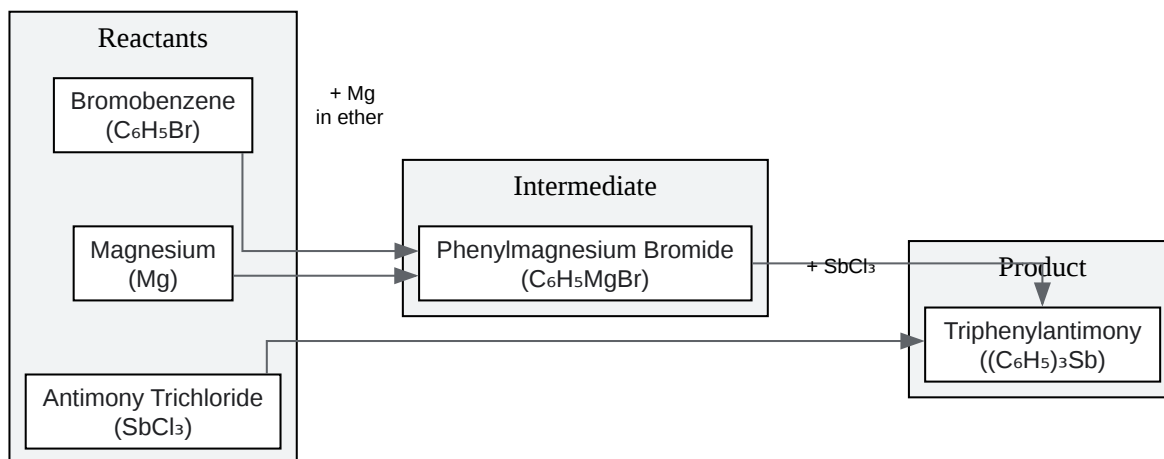 Reactants
Bromobenzene
(C₆H₅Br)
+ Mg
in ether
Magnesium
(Mg)
Antimony Trichloride
(SbCl₃)
Intermediate
Phenylmagnesium Bromide
(C₆H₅MgBr)
+ SbCl₃
Product
Triphenylantimony
((C₆H₅)₃Sb)